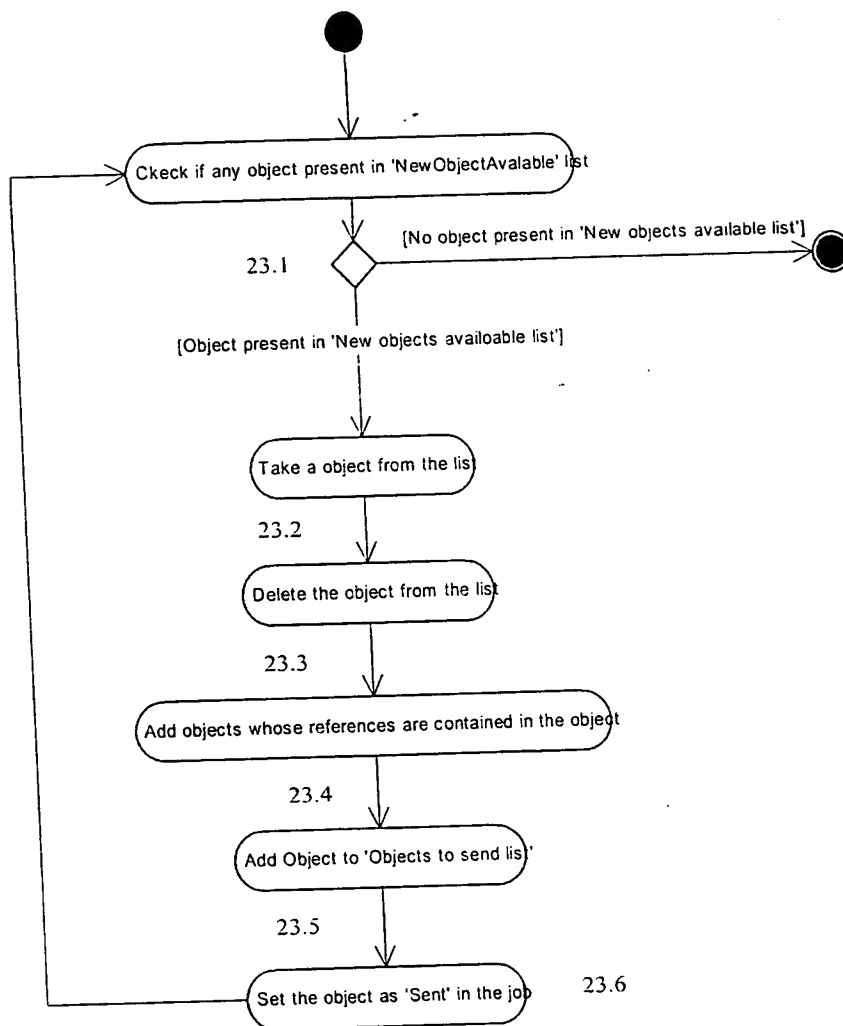 Ckeck if any object present in 'NewObjectAvalable' list
[No object present in 'New objects available list']
23.1
[Object present in 'New objects availoable list']
Take a object from the list
23.2
Delete the object from the list
23.3
Add objects whose references are contained in the object
23.4
Add Object to 'Objects to send list'
23.5
Set the object as 'Sent' in the job
23.6